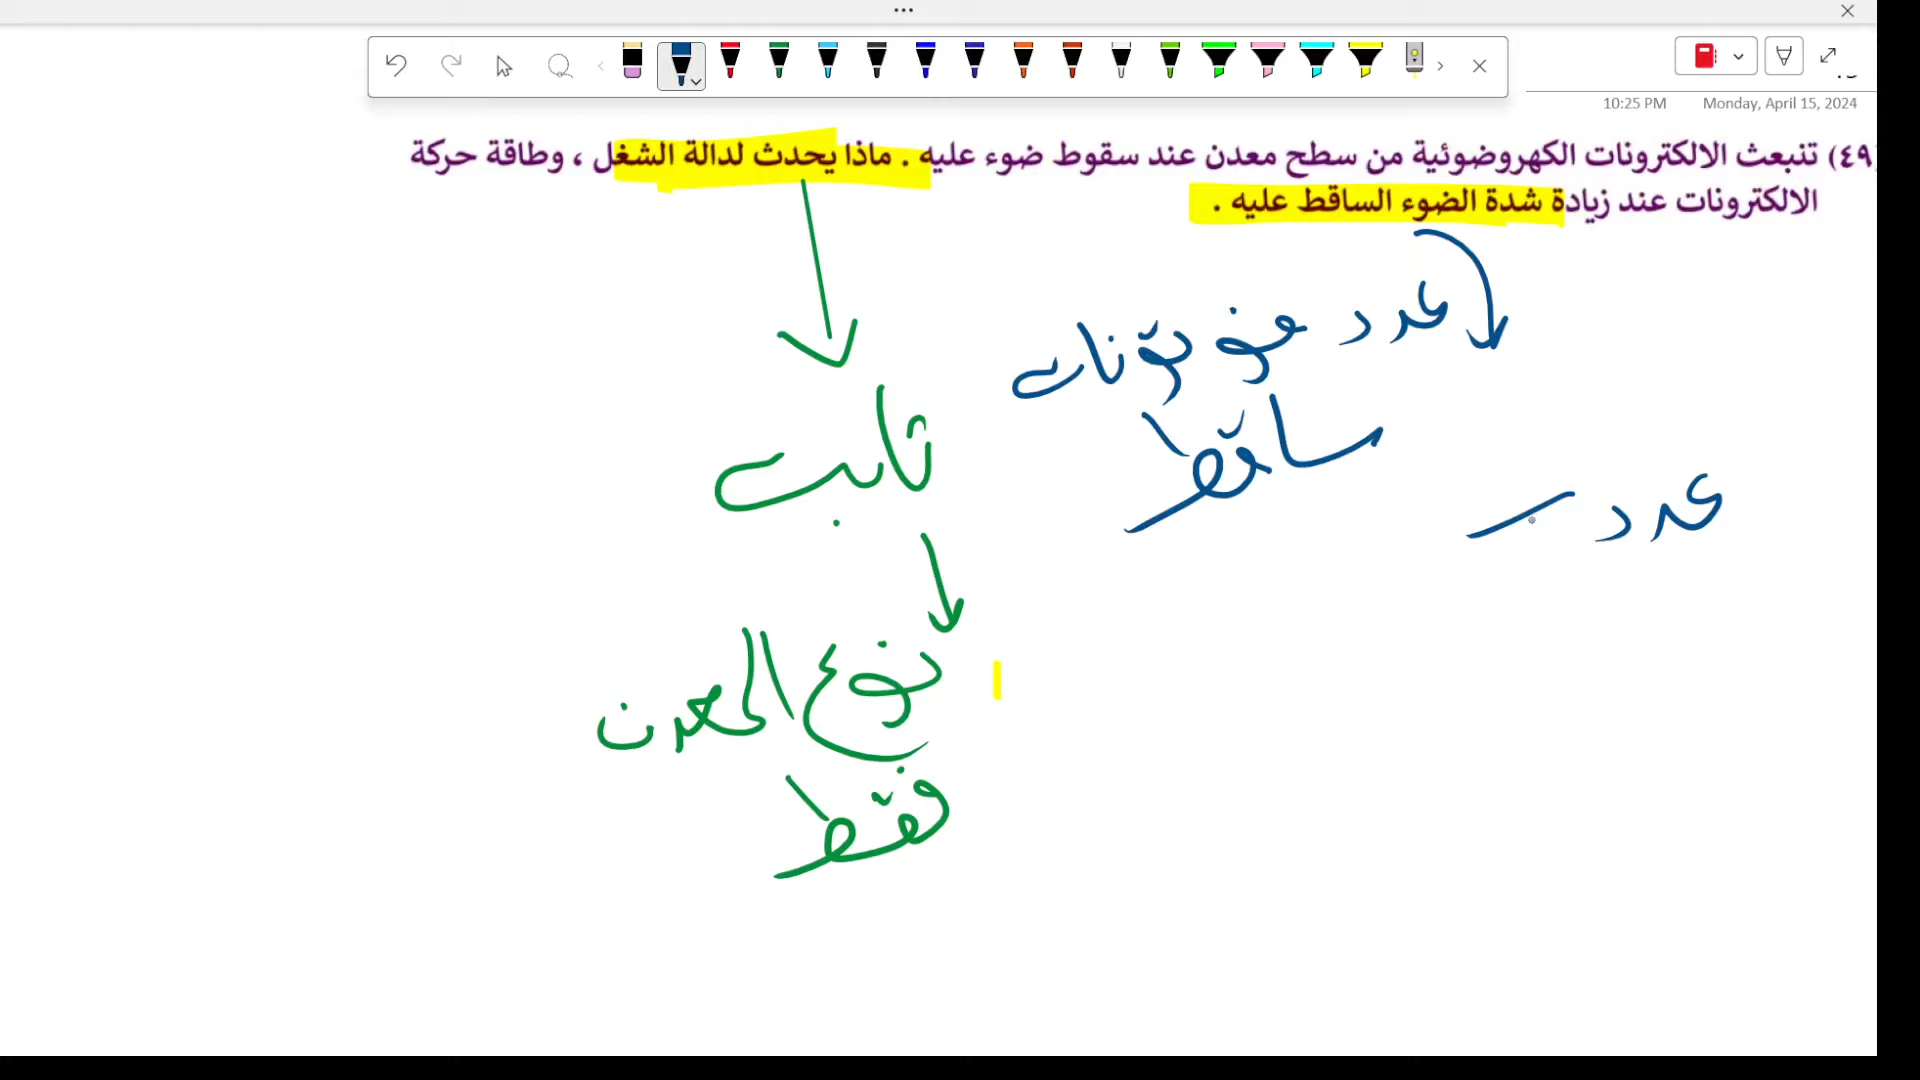 10:25 PM Monday, April 15, 2024
٤٩) تنبعث الالكترونات الكهروضوئية من سطح معدن عند سقوط ضوء عليه . ماذا يحدث لدالة الشغل ، وطاقة حركة
الالكترونات عند زيادة شدة الضوء الساقط عليه .
عدد فوتونات
ساقط
عدد
ثابت
نوع المعدن
فقط